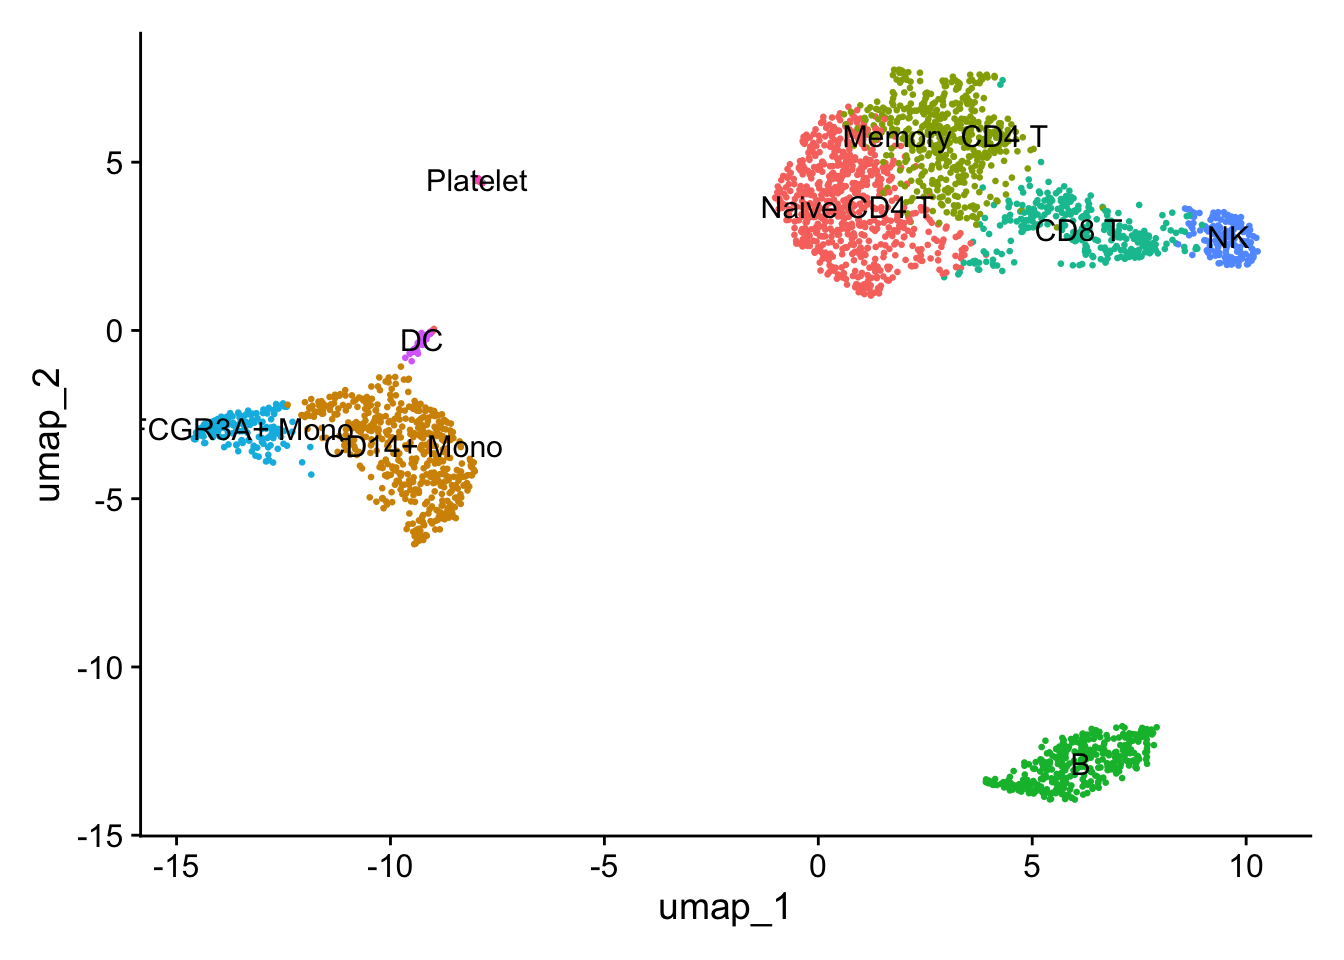 Memory CD4 T
5
Platelet
Naive CD4 T
CD8 T
NK
0
DC
umap_2
FCGR3A+ Mono
CD14+ Mono
-5
-10
B
-15
-15
-10
-5
0
5
10
umap_1